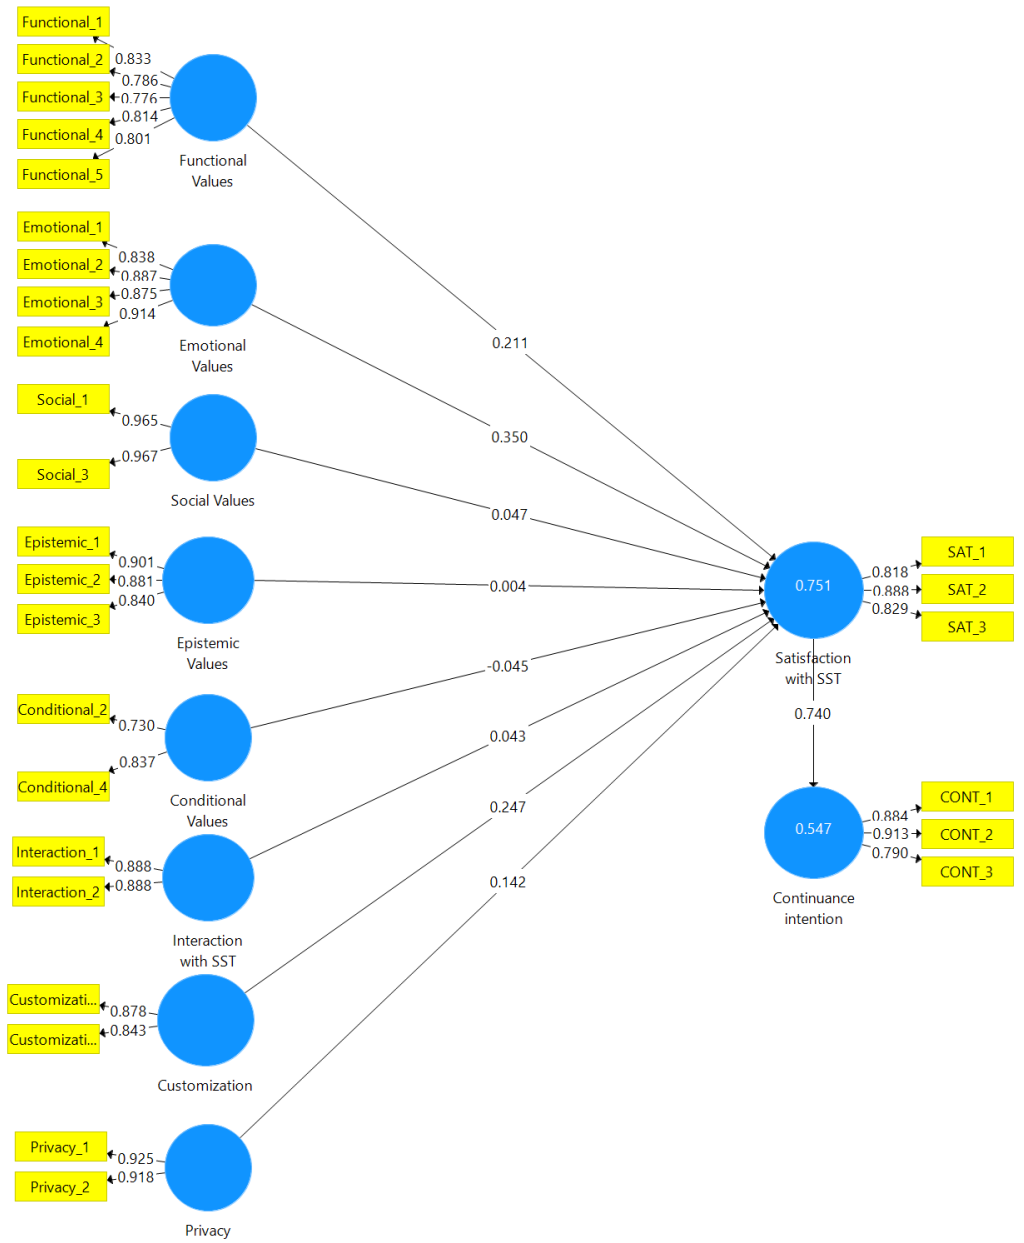 Functional_1
0.833
Functional_2
0.786
Functional_3
0.776
Functional_4
0.814
0.801
Functional_5
Functional
Values
Emotional_1
0.838
Emotional_2
0.887
Emotional_3
0.875
0.914
Emotional_4
Emotional
Values
Social_1
0.965
0.967
Social_3
Social Values
Epistemic_1
0.901
Epistemic_2
0.881
0.840
Epistemic_3
Epistemic
Values
Conditional_2
0.730
0.837
Conditional_4
Conditional
Values
Interaction_1
0.888
Interaction_2
0.888
Interaction
with SST
Customizati...
0.878
0.843
Customizati...
Customization
Privacy_1
0.925
0.918
Privacy_2
Privacy
0.211
0.350
0.047
0.004
-0.045
0.043
0.247
0.142
0.751
Satisfaction
with SST
SAT_1
0.818
SAT_2
0.888
0.829
SAT_3
0.740
0.547
Continuance
intention
CONT_1
0.884
CONT_2
0.913
0.790
CONT_3